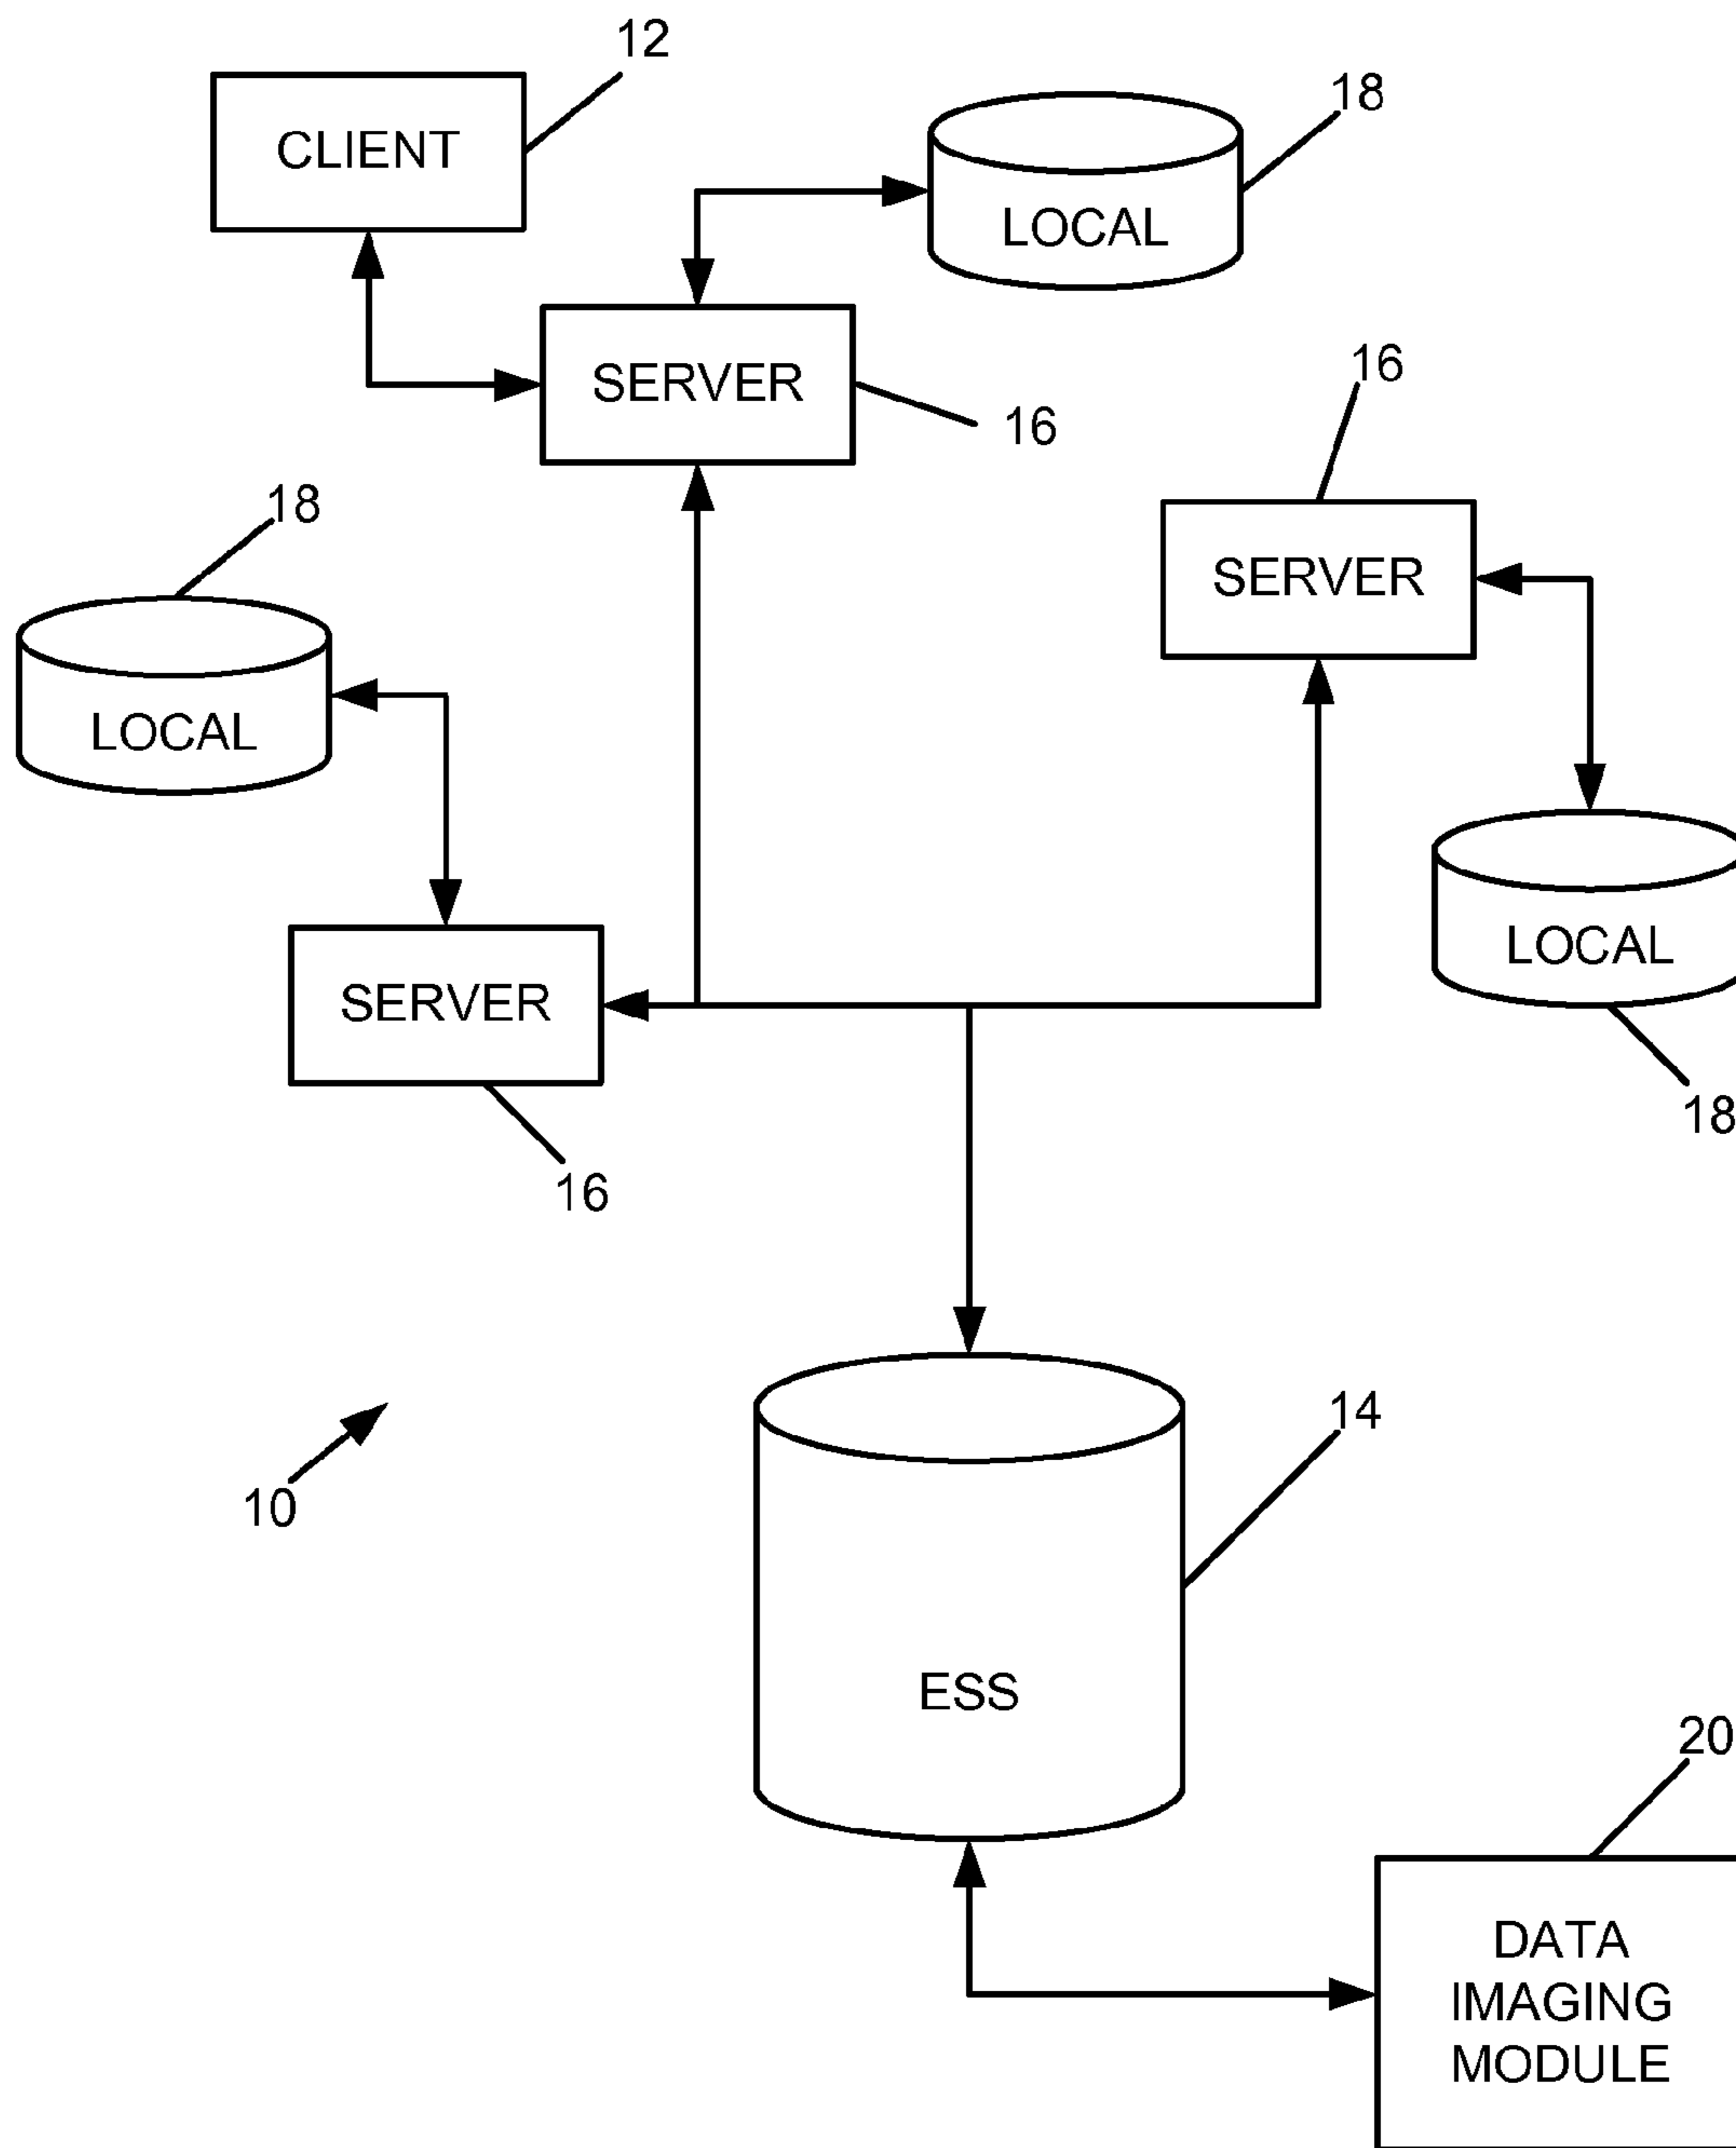 12
CLIENT
18
LOCAL
SERVER
16
16
SERVER
18
LOCAL
LOCAL
SERVER
18
16
14
10
ESS
20
DATA
IMAGING
MODULE